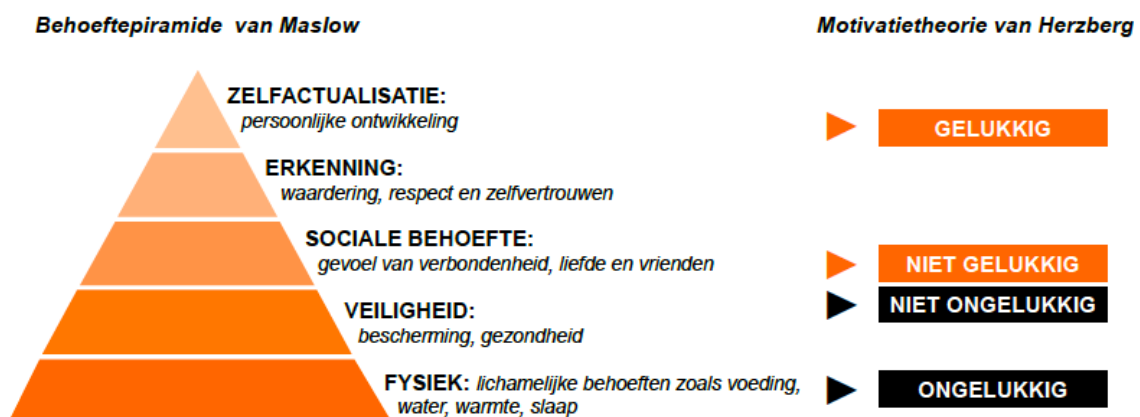 Behoeftepiramide van Maslow
Motivatietheorie van Herzberg
ZELFACTUALISATIE:
persoonlijke ontwikkeling
GELUKKIG
ERKENNING:
waardering, respect en zelfvertrouwen
SOCIALE BEHOEFTE:
gevoel van verbondenheid, liefde en vrienden
NIET GELUKKIG
NIET ONGELUKKIG
VEILIGHEID:
bescherming, gezondheid
FYSIEK: lichamelijke behoeften zoals voeding,
water, warmte, slaap
ONGELUKKIG